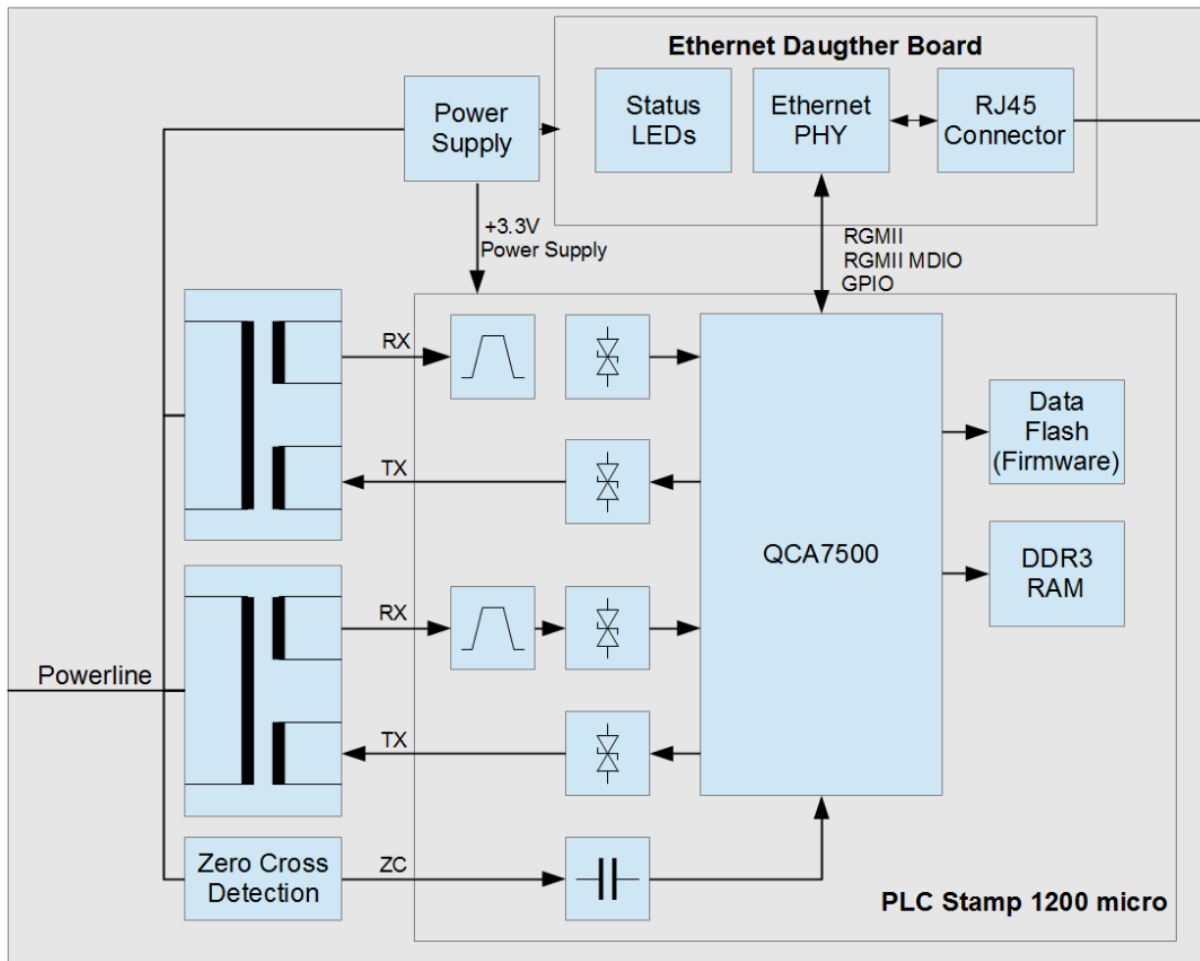 Ethernet Daugther Board
Power
Supply
Status
LEDs
Ethernet
PHY
RJ45
Connector
+3.3V
Power Supply
RGMII
RGMII MDIO
GPIO
RX
TX
QCA7500
Data
Flash
(Firmware)
DDR3
RAM
RX
Powerline
TX
Zero Cross
Detection
ZC
PLC Stamp 1200 micro